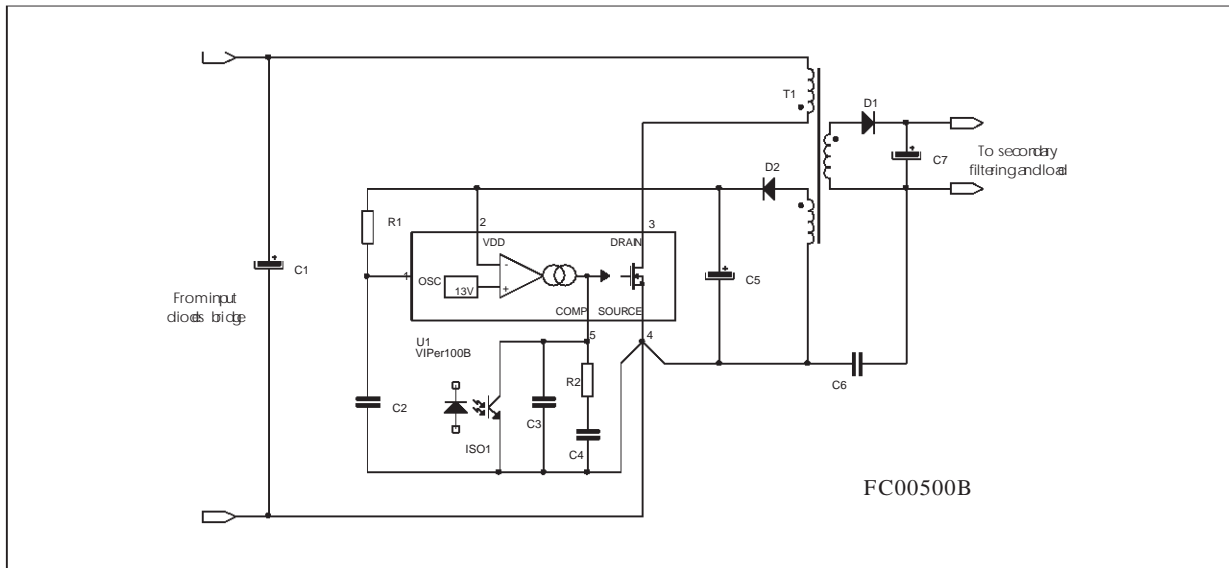 T1
D1
To secondary
filtering and load
C7
D2
R1
2
3
VDD
DRAIN
1
OSC
13V
-
+
COMP
SOURCE
C1
From input
diodes bridge
C5
U1
VIPer100B
5
4
R2
C6
C2
ISO1
C3
C4
FC00500B